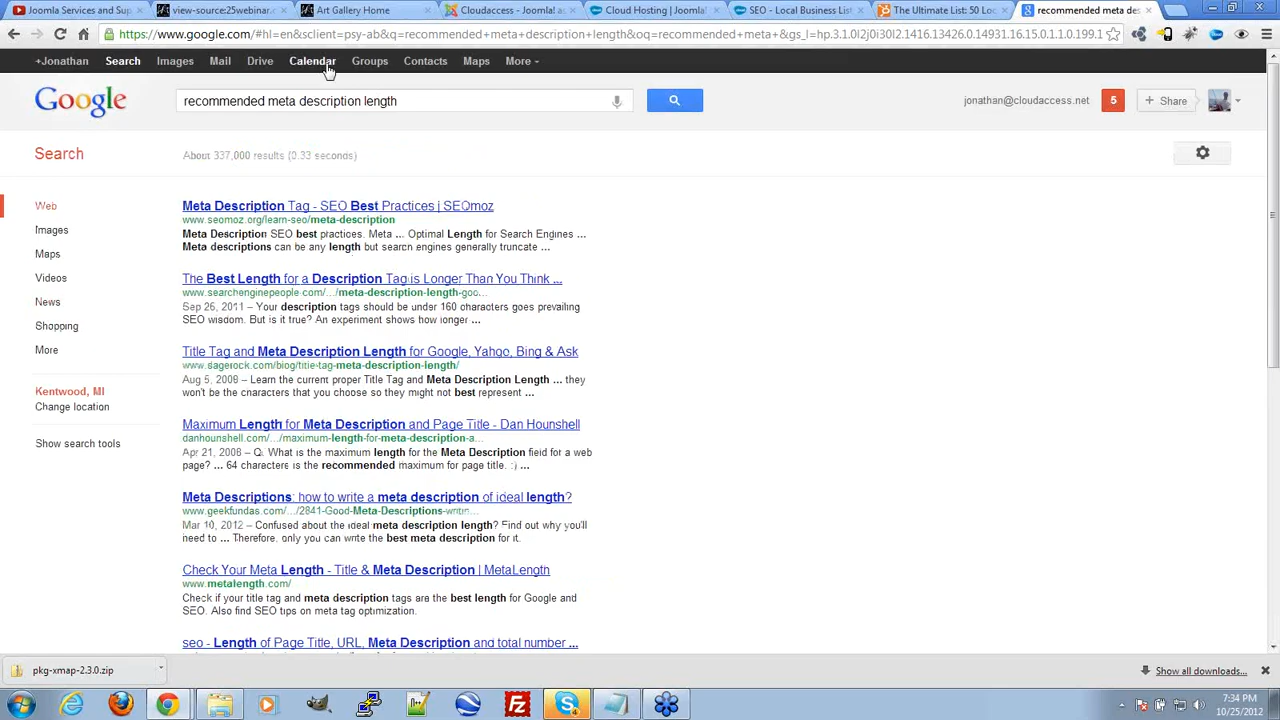 Joomla Services and Sup
view-source:25webinar.
Art Gallery Home
Cloudaccess - Joomla! ac
Cloud Hosting | Joomla!
SEO - Local Business List
The Ultimate List: 50 Loc
recommended meta des
https://www.google.com/#hl=en&sclient=psy-ab&q=recommended+meta+description+length&oq=recommended+meta+&gs_l=hp.3.1.0i2j0i30l2.1416.13426.0.14931.16.15.0.1.1.0.199.1
+Jonathan Search Images Mail Drive Calendar Groups Contacts Maps More
Google
recommended meta description length
jonathan@cloudaccess.net
5
+ Share
Search
About 337,000 results (0.33 seconds)
Web
Images
Maps
Videos
News
Shopping
More
Kentwood, MI
Change location
Show search tools
Meta Description Tag - SEO Best Practices | SEOmoz
www.seomoz.org/learn-seo/meta-description
Meta Description SEO best practices. Meta ... Optimal Length for Search Engines ...
Meta descriptions can be any length but search engines generally truncate ...
The Best Length for a Description Tag is Longer Than You Think ...
www.searchenginepeople.com/.../meta-description-length-goo...
Sep 26, 2011 – Your description tags should be under 160 characters goes prevailing
SEO wisdom. But is it true? An experiment shows how longer ...
Title Tag and Meta Description Length for Google, Yahoo, Bing & Ask
www.dagerock.com/blog/title-tag-meta-description-length/
Aug 5, 2008 – Learn the current proper Title Tag and Meta Description Length ... they
won't be the characters that you choose so they might not best represent ...
Maximum Length for Meta Description and Page Title - Dan Hounshell
danhounshell.com/.../maximum-length-for-meta-description-a...
Apr 21, 2008 – Q. What is the maximum length for the Meta Description field for a web
page? ... 64 characters is the recommended maximum for page title. :) ...
Meta Descriptions: how to write a meta description of ideal length?
www.geekfundas.com/.../2841-Good-Meta-Descriptions-writin...
Mar 10, 2012 – Confused about the ideal meta description length? Find out why you'll
need to ... Therefore, only you can write the best meta description for it.
Check Your Meta Length - Title & Meta Description | MetaLength
www.metalength.com/
Check if your title tag and meta description tags are the best length for Google and
SEO. Also find SEO tips on meta tag optimization.
seo - Length of Page Title, URL, Meta Description and total number ...
pkg-xmap-2.3.0.zip
Show all downloads...
7:34 PM
10/25/2012